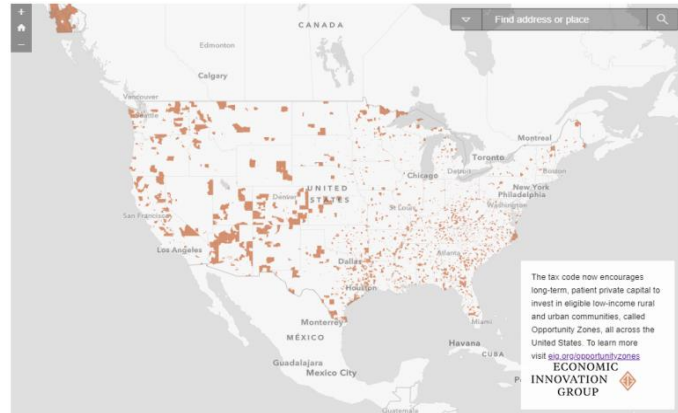 +
−
Find address or place
CANADA
Edmonton
Calgary
Vancouver
Seattle
Montreal
Toronto
Detroit
Boston
Chicago
New York
Philadelphia
Washington
UNITED
STATES
Denver
St Louis
San Francisco
Los Angeles
Atlanta
Dallas
Houston
Miami
Monterrey
MÉXICO
Havana
CUBA
Guadalajara
Mexico City
Guatemala
The tax code now encourages
long-term, patient private capital to
invest in eligible low-income rural
and urban communities, called
Opportunity Zones, all across the
United States. To learn more
visit eig.org/opportunityzones
ECONOMIC
INNOVATION
GROUP